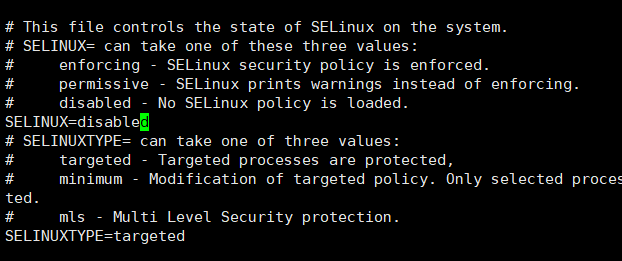 # This file controls the state of SELinux on the system.
# SELINUX= can take one of these three values:
#     enforcing - SELinux security policy is enforced.
#     permissive - SELinux prints warnings instead of enforcing.
#     disabled - No SELinux policy is loaded.
SELINUX=disabled
# SELINUXTYPE= can take one of three values:
#     targeted - Targeted processes are protected,
#     minimum - Modification of targeted policy. Only selected proces
ted.
#     mls - Multi Level Security protection.
SELINUXTYPE=targeted